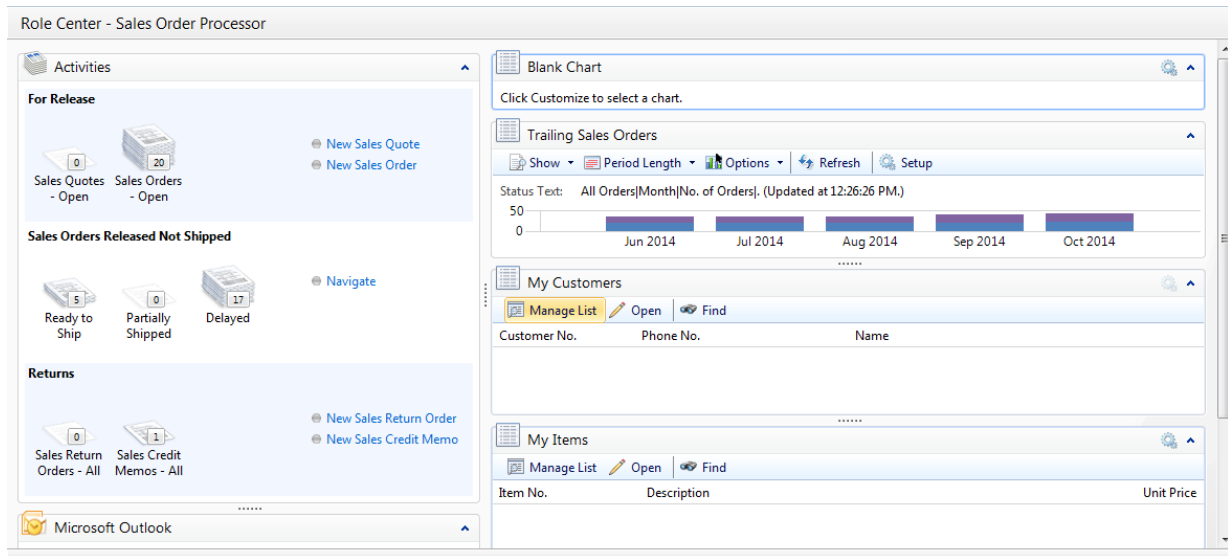 Role Center - Sales Order Processor
Activities
For Release
0
Sales Quotes
- Open
20
Sales Orders
- Open
New Sales Quote
New Sales Order
Sales Orders Released Not Shipped
5
Ready to
Ship
0
Partially
Shipped
17
Delayed
Navigate
Returns
0
Sales Return
Orders - All
1
Sales Credit
Memos - All
New Sales Return Order
New Sales Credit Memo
Microsoft Outlook
Blank Chart
Click Customize to select a chart.
Trailing Sales Orders
Show Period Length Options Refresh Setup
Status Text: All Orders|Month|No. of Orders|. (Updated at 12:26:26 PM.)
50
0
Jun 2014 Jul 2014 Aug 2014 Sep 2014 Oct 2014
My Customers
Manage List Open Find
Customer No. Phone No. Name
My Items
Manage List Open Find
Item No. Description Unit Price